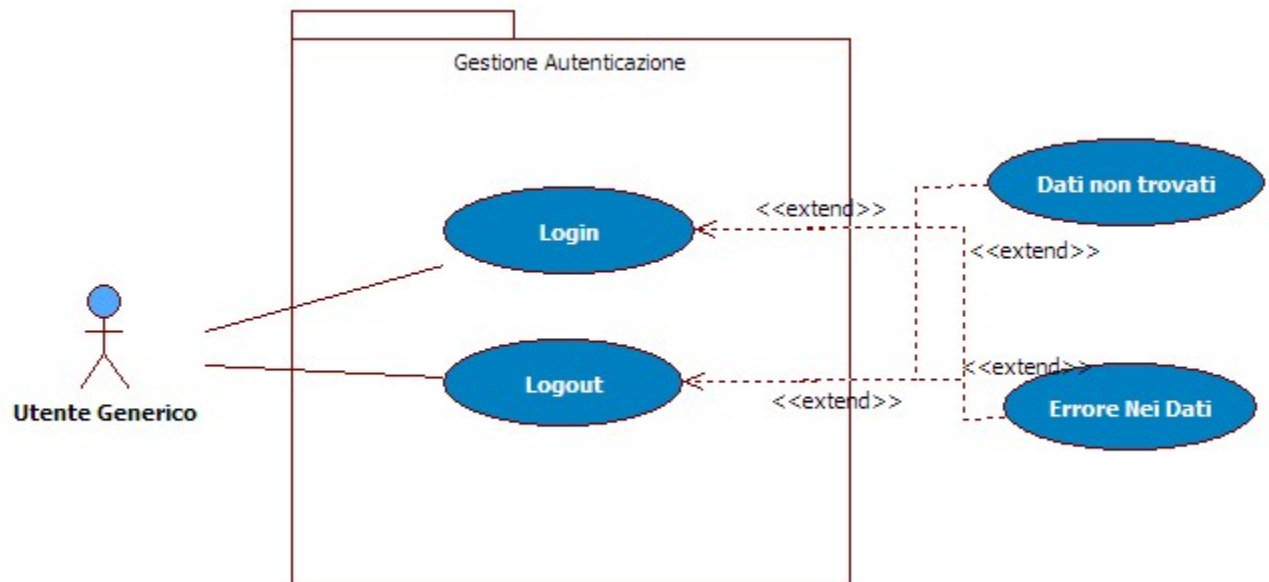 Gestione Autenticazione
Dati non trovati
<<extend>>
Login
<<extend>>
<<extend>>
Logout
<<extend>>
Errore Nei Dati
Utente Generico